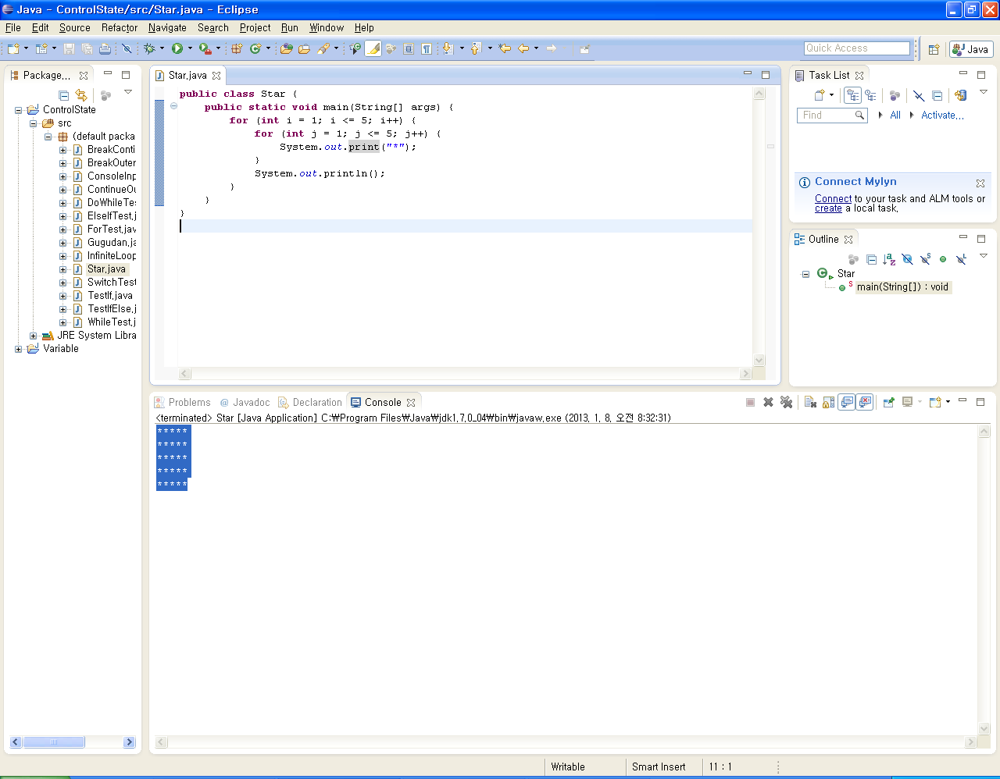 Java - ControlState/src/Star.java - Eclipse
File Edit Source Refactor Navigate Search Project Run Window Help
Quick Access
Java
Package...
ControlState
src
(default packa
BreakConti
BreakOuter
ConsoleInp
ContinueOu
DoWhileTe
ElseIfTest.j
ForTest.jav
Gugudan.ja
InfiniteLoop
Star.java
SwitchTest
TestIf.java
TestIfElse.j
WhileTest.j
JRE System Libra
Variable
Star.java
public class Star {
    public static void main(String[] args) {
        for (int i = 1; i <= 5; i++) {
            for (int j = 1; j <= 5; j++) {
                System.out.print("*");
            }
            System.out.println();
        }
    }
}
Task List
Find
All
Activate...
Connect Mylyn
Connect to your task and ALM tools or
create a local task.
Outline
Star
main(String[]) : void
Problems @ Javadoc Declaration Console
<terminated> Star [Java Application] C:₩Program Files₩Java₩jdk1.7.0_04₩bin₩javaw.exe (2013. 1. 8. 오전 8:32:31)
*****
*****
*****
*****
*****
Writable
Smart Insert
11 : 1